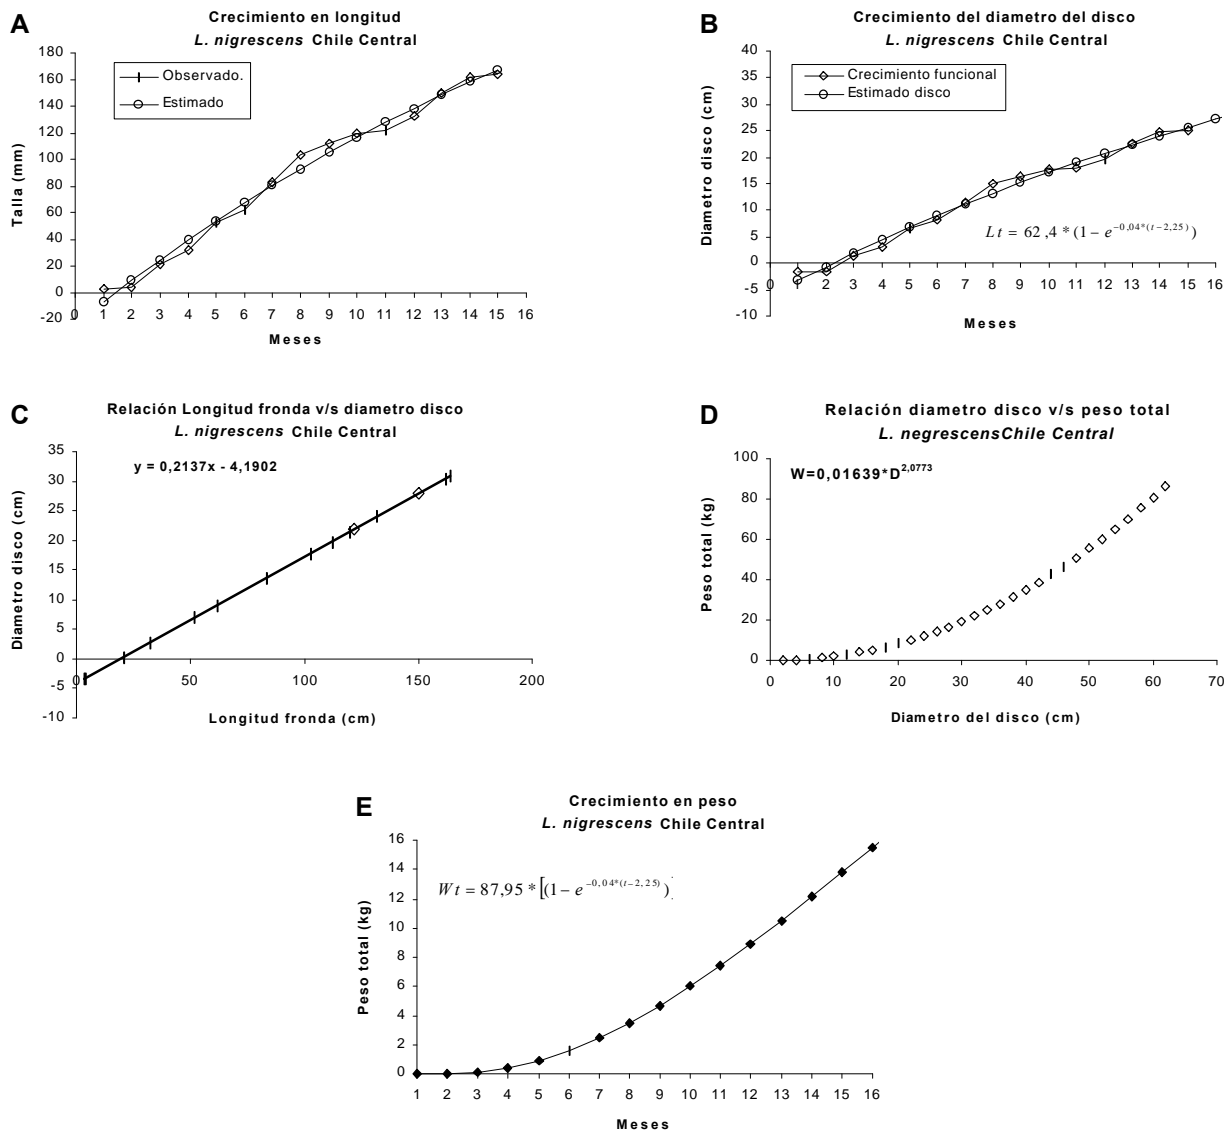 A
Crecimiento en longitud
L. nigrescens Chile Central
180
160
140
120
100
80
60
40
20
0
-20
Talla (mm)
Observado.
Estimado
0 1 2 3 4 5 6 7 8 9 10 11 12 13 14 15 16
Meses
B
Crecimiento del diametro del disco
L. nigrescens Chile Central
40
35
30
25
20
15
10
5
0
-5
-10
Diametro disco (cm)
Crecimiento funcional
Estimado disco
Lt = 62,4 * (1 − e^{−0,04*(t−2,25)})
0 1 2 3 4 5 6 7 8 9 10 11 12 13 14 15 16
Meses
C
Relación Longitud fronda v/s diametro disco
L. nigrescens Chile Central
35
30
25
20
15
10
5
0
-5
-10
Diametro disco (cm)
y = 0,2137x - 4,1902
0 50 100 150 200
Longitud fronda (cm)
D
Relación diametro disco v/s peso total
L. negrescensChile Central
100
80
60
40
20
0
Peso total (kg)
W=0,01639*D^{2,0773}
0 10 20 30 40 50 60 70
Diametro del disco (cm)
E
Crecimiento en peso
L. nigrescens Chile Central
16
14
12
10
8
6
4
2
0
Peso total (kg)
Wt = 87,95 * [(1 − e^{−0,04*(t−2,25)})
1 2 3 4 5 6 7 8 9 10 11 12 13 14 15 16
Meses